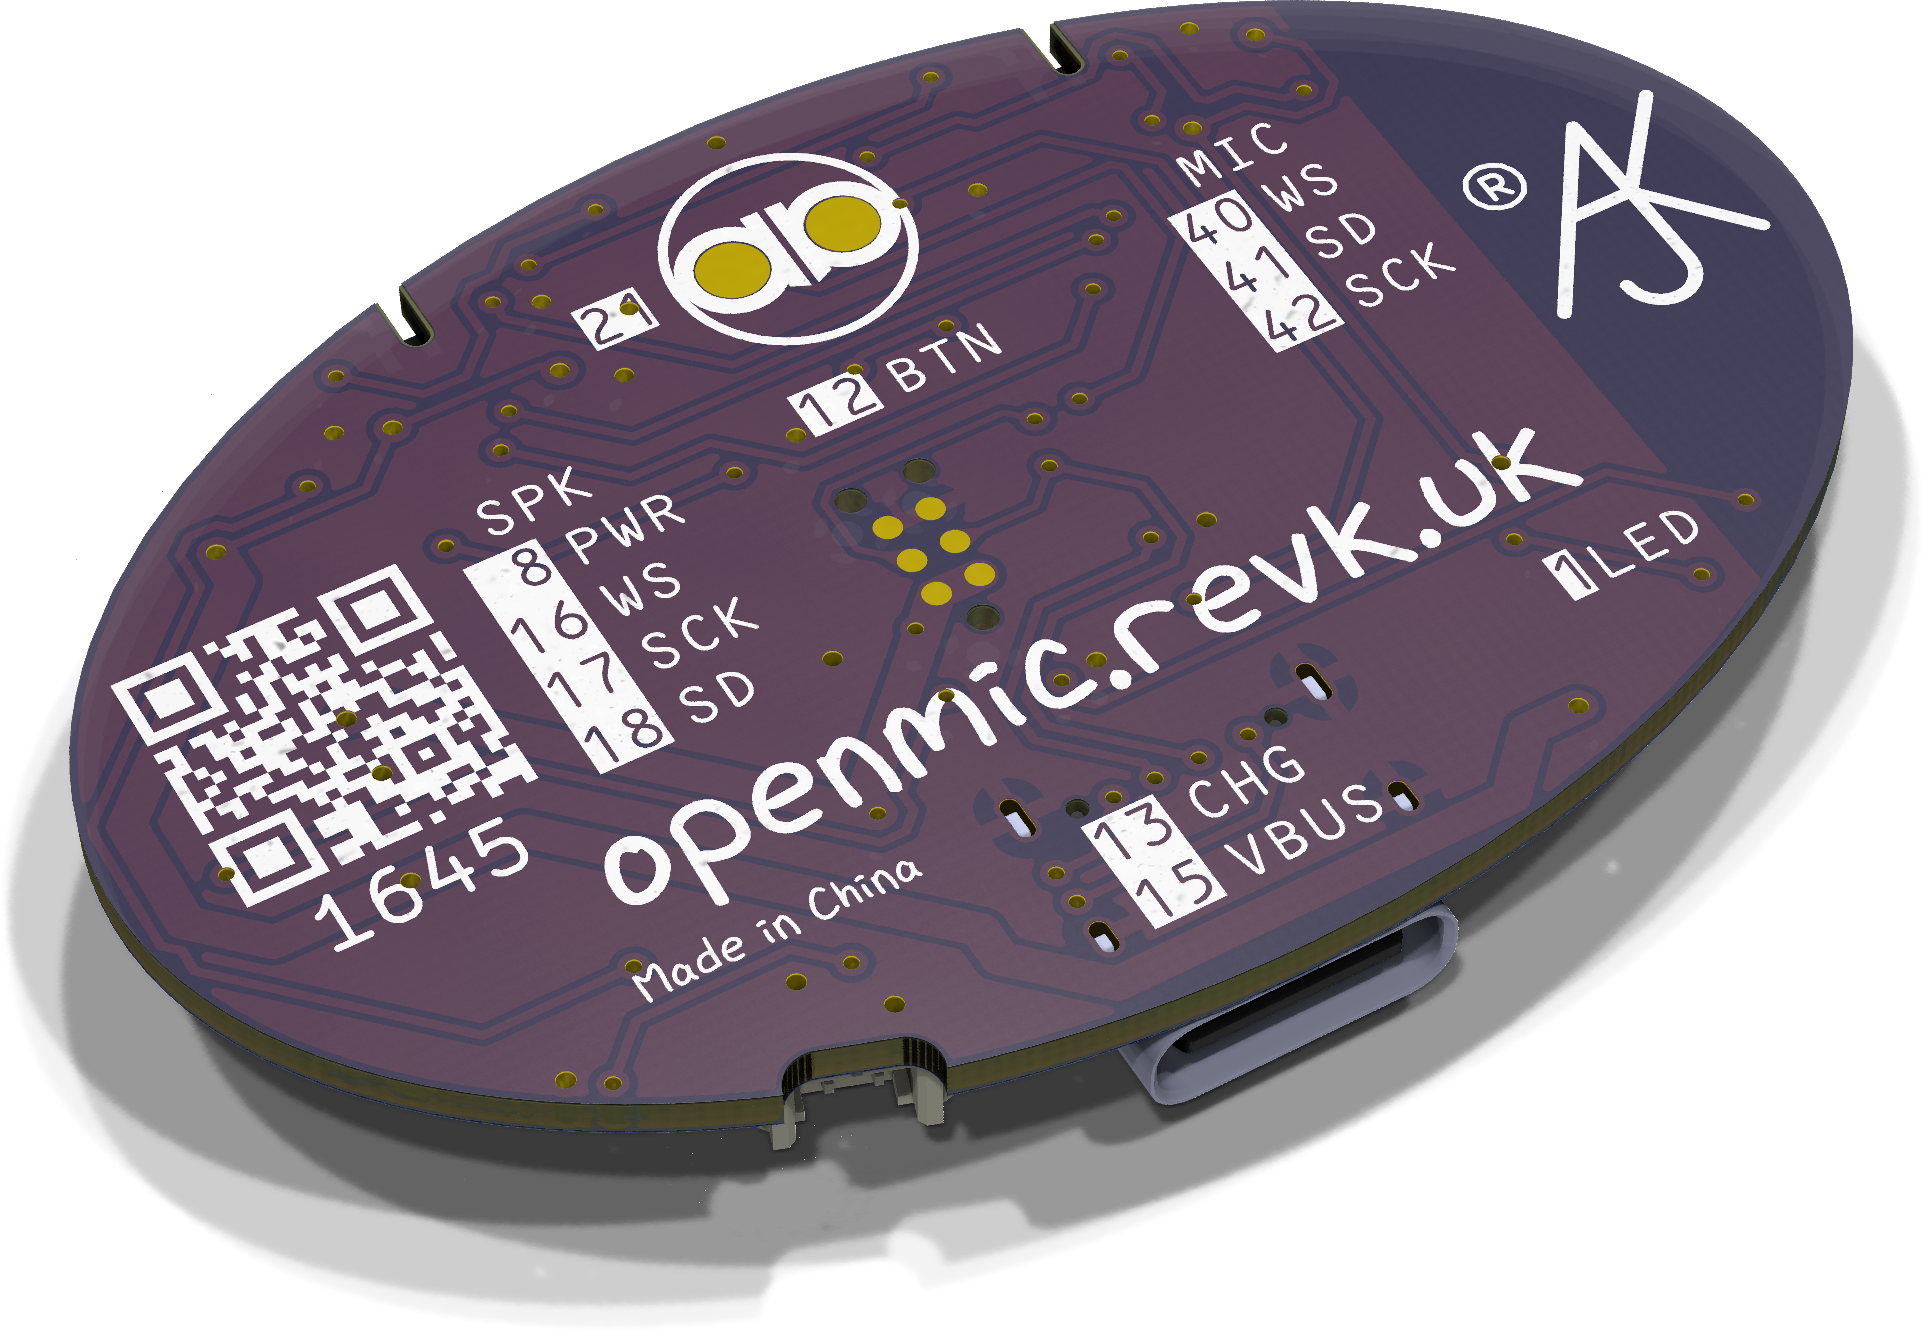 MIC
40 WS
41 SD
42 SCK
® AJK
21
12 BTN
SPK
8 PWR
16 WS
17 SCK
18 SD
1 LED
openmic.revk.uk
13 CHG
15 VBUS
1645
Made in China